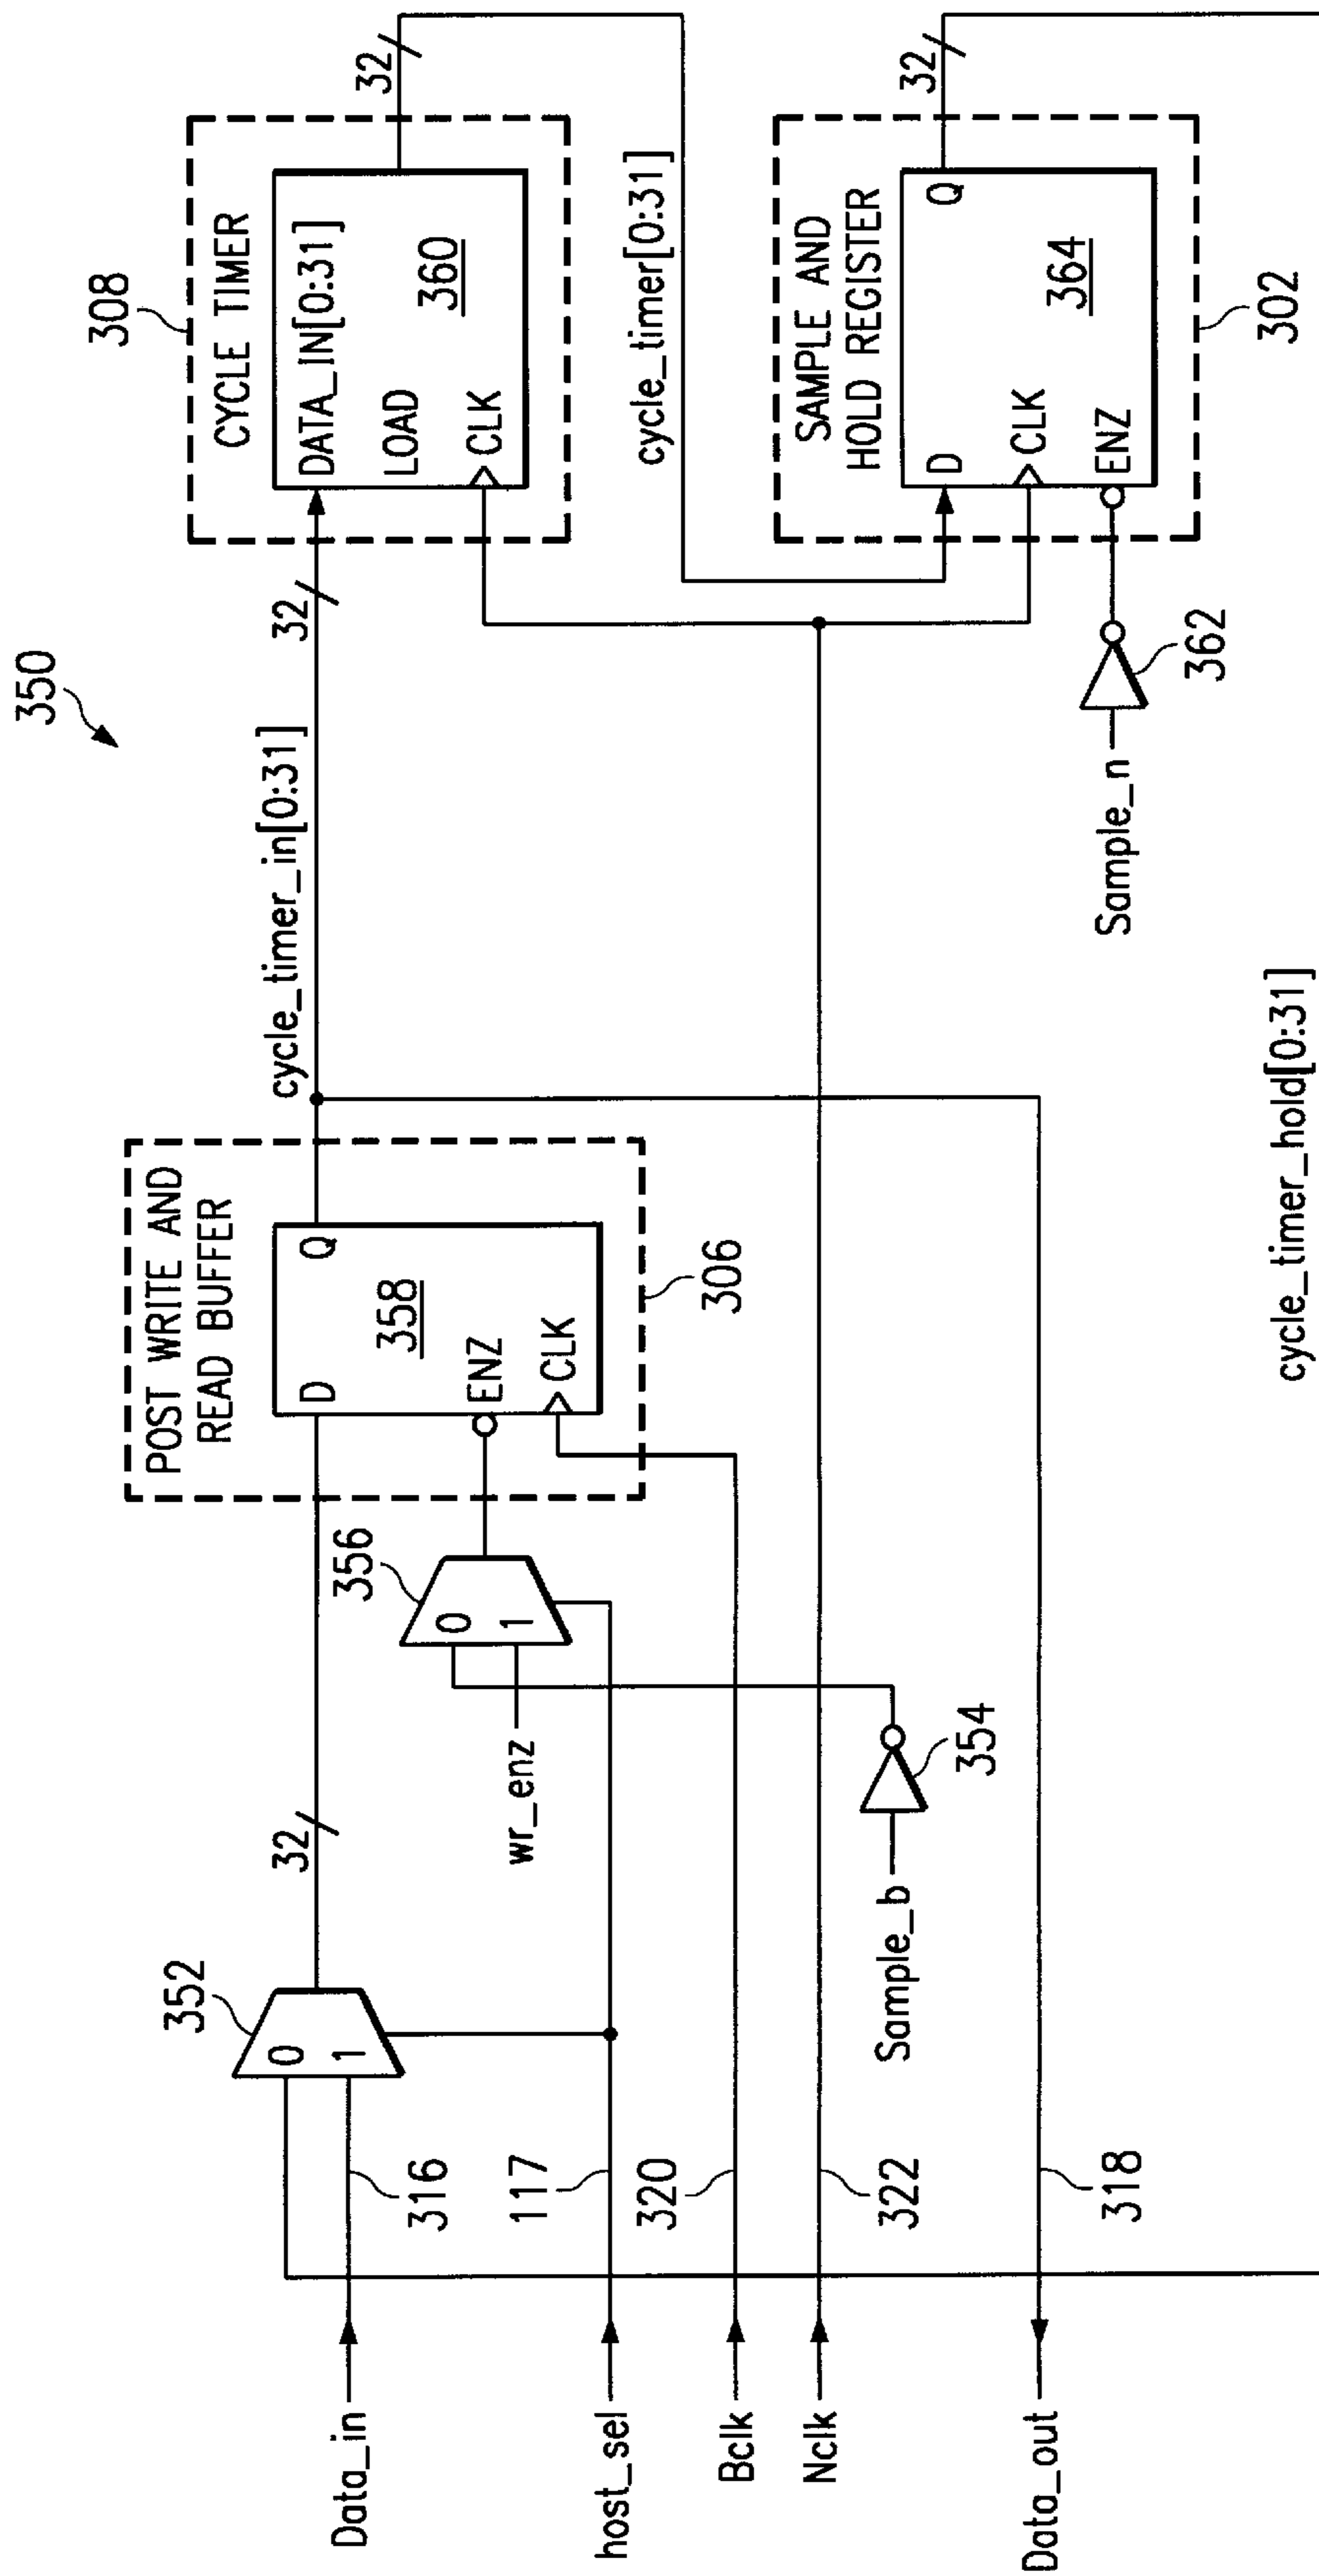 350
308
CYCLE TIMER
DATA_IN[0:31]
LOAD
CLK
360
32
32
cycle_timer_in[0:31]
cycle_timer[0:31]
POST WRITE AND
READ BUFFER
D
Q
358
ENZ
CLK
306
352
0
1
32
356
0
1
wr_enz
Sample_b
354
SAMPLE AND
HOLD REGISTER
D
Q
CLK
364
ENZ
302
32
Sample_n
362
Data_in
316
host_sel
117
Bclk
320
Nclk
322
Data_out
318
cycle_timer_hold[0:31]